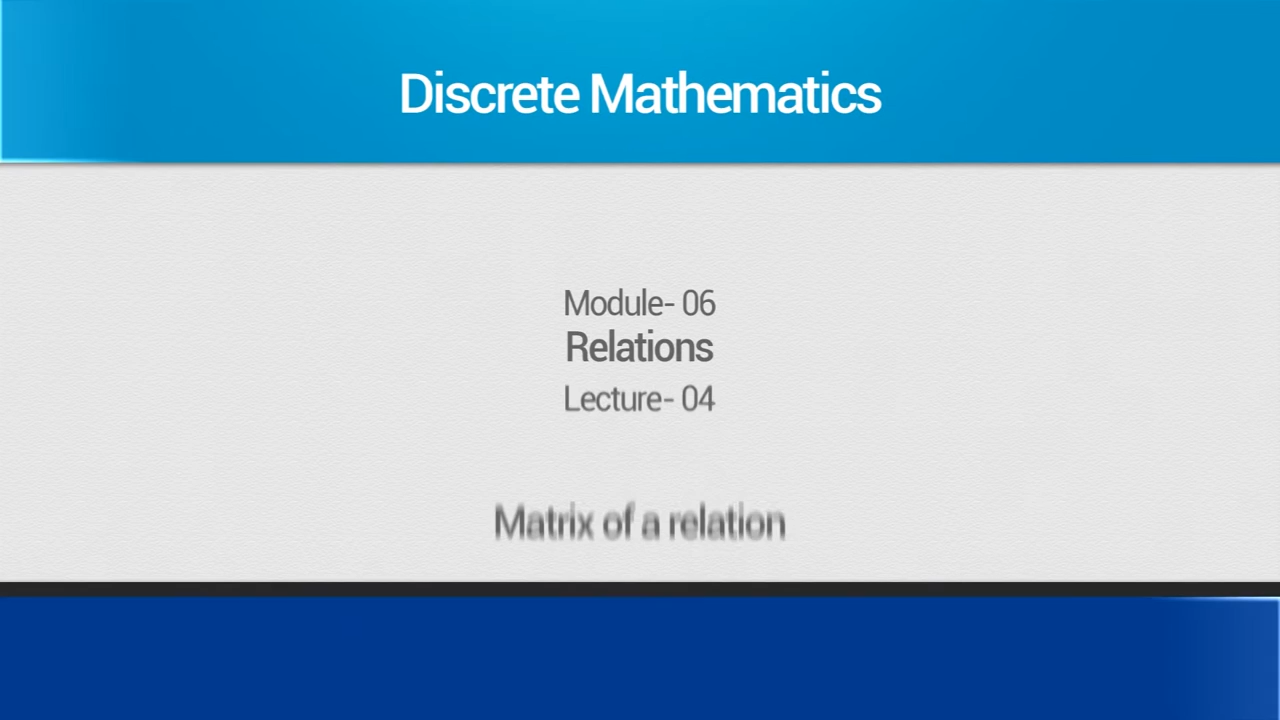 Discrete Mathematics
Module- 06
Relations
Lecture- 04
Matrix of a relation